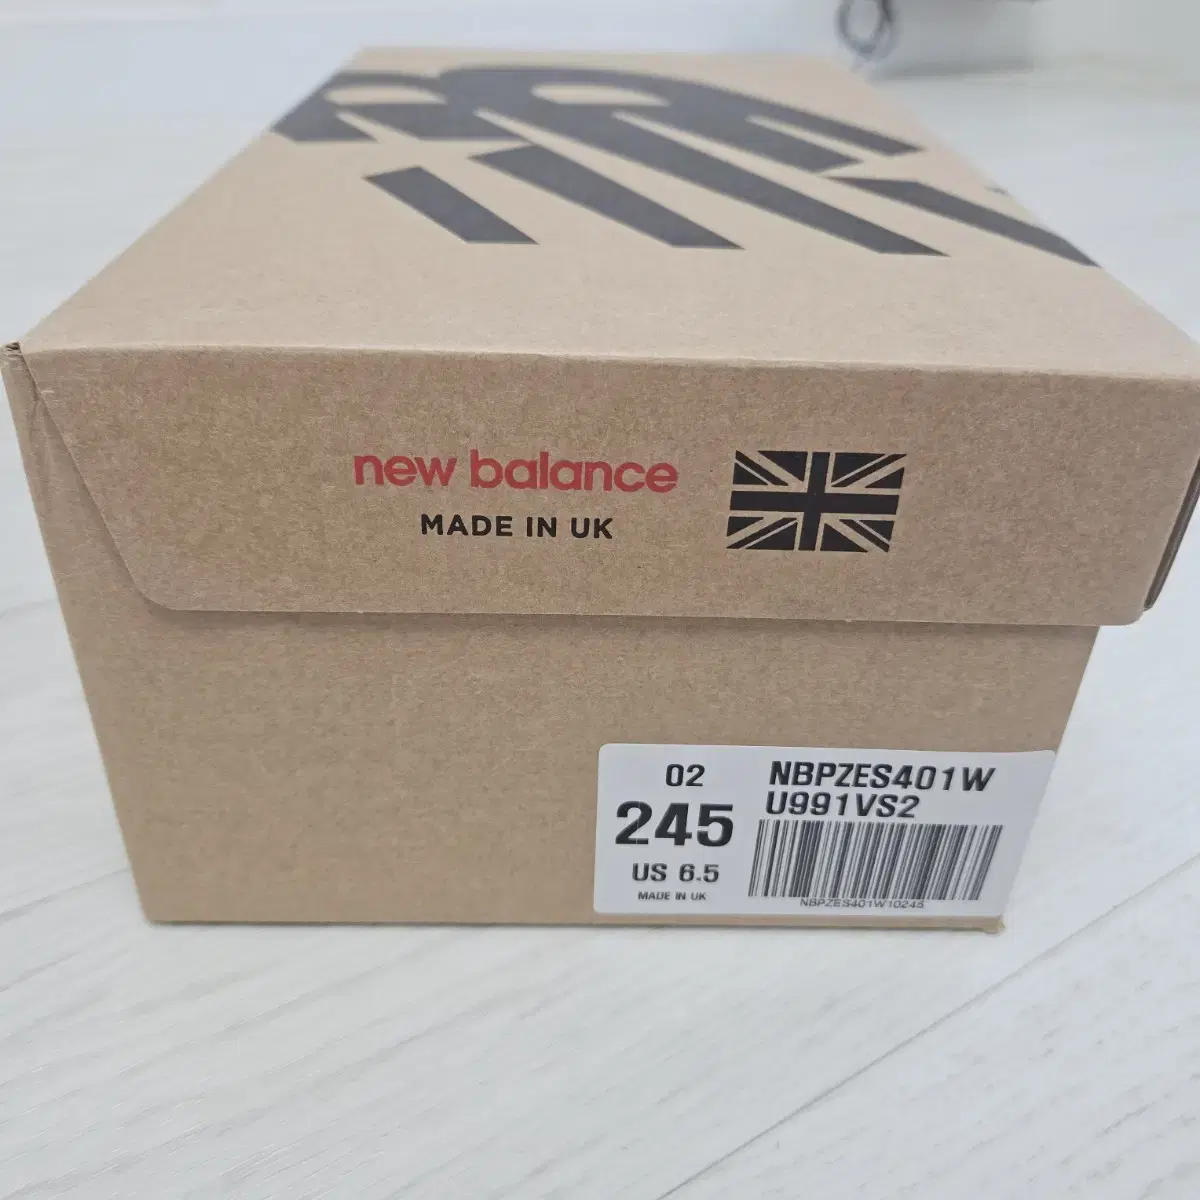 new balance
MADE IN UK
02
245
US 6.5
MADE IN UK
NBPZES401W
U991VS2
NBPZES401W10245